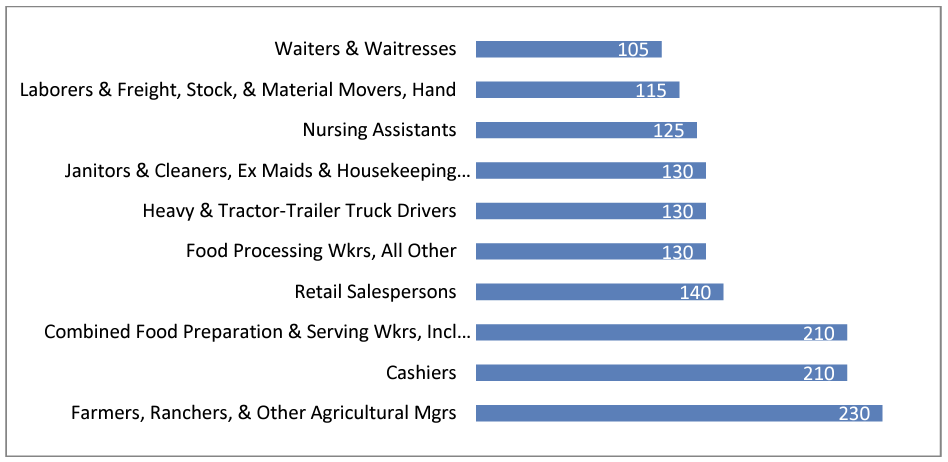 Waiters & Waitresses 105
Laborers & Freight, Stock, & Material Movers, Hand 115
Nursing Assistants 125
Janitors & Cleaners, Ex Maids & Housekeeping... 130
Heavy & Tractor-Trailer Truck Drivers 130
Food Processing Wkrs, All Other 130
Retail Salespersons 140
Combined Food Preparation & Serving Wkrs, Incl... 210
Cashiers 210
Farmers, Ranchers, & Other Agricultural Mgrs 230